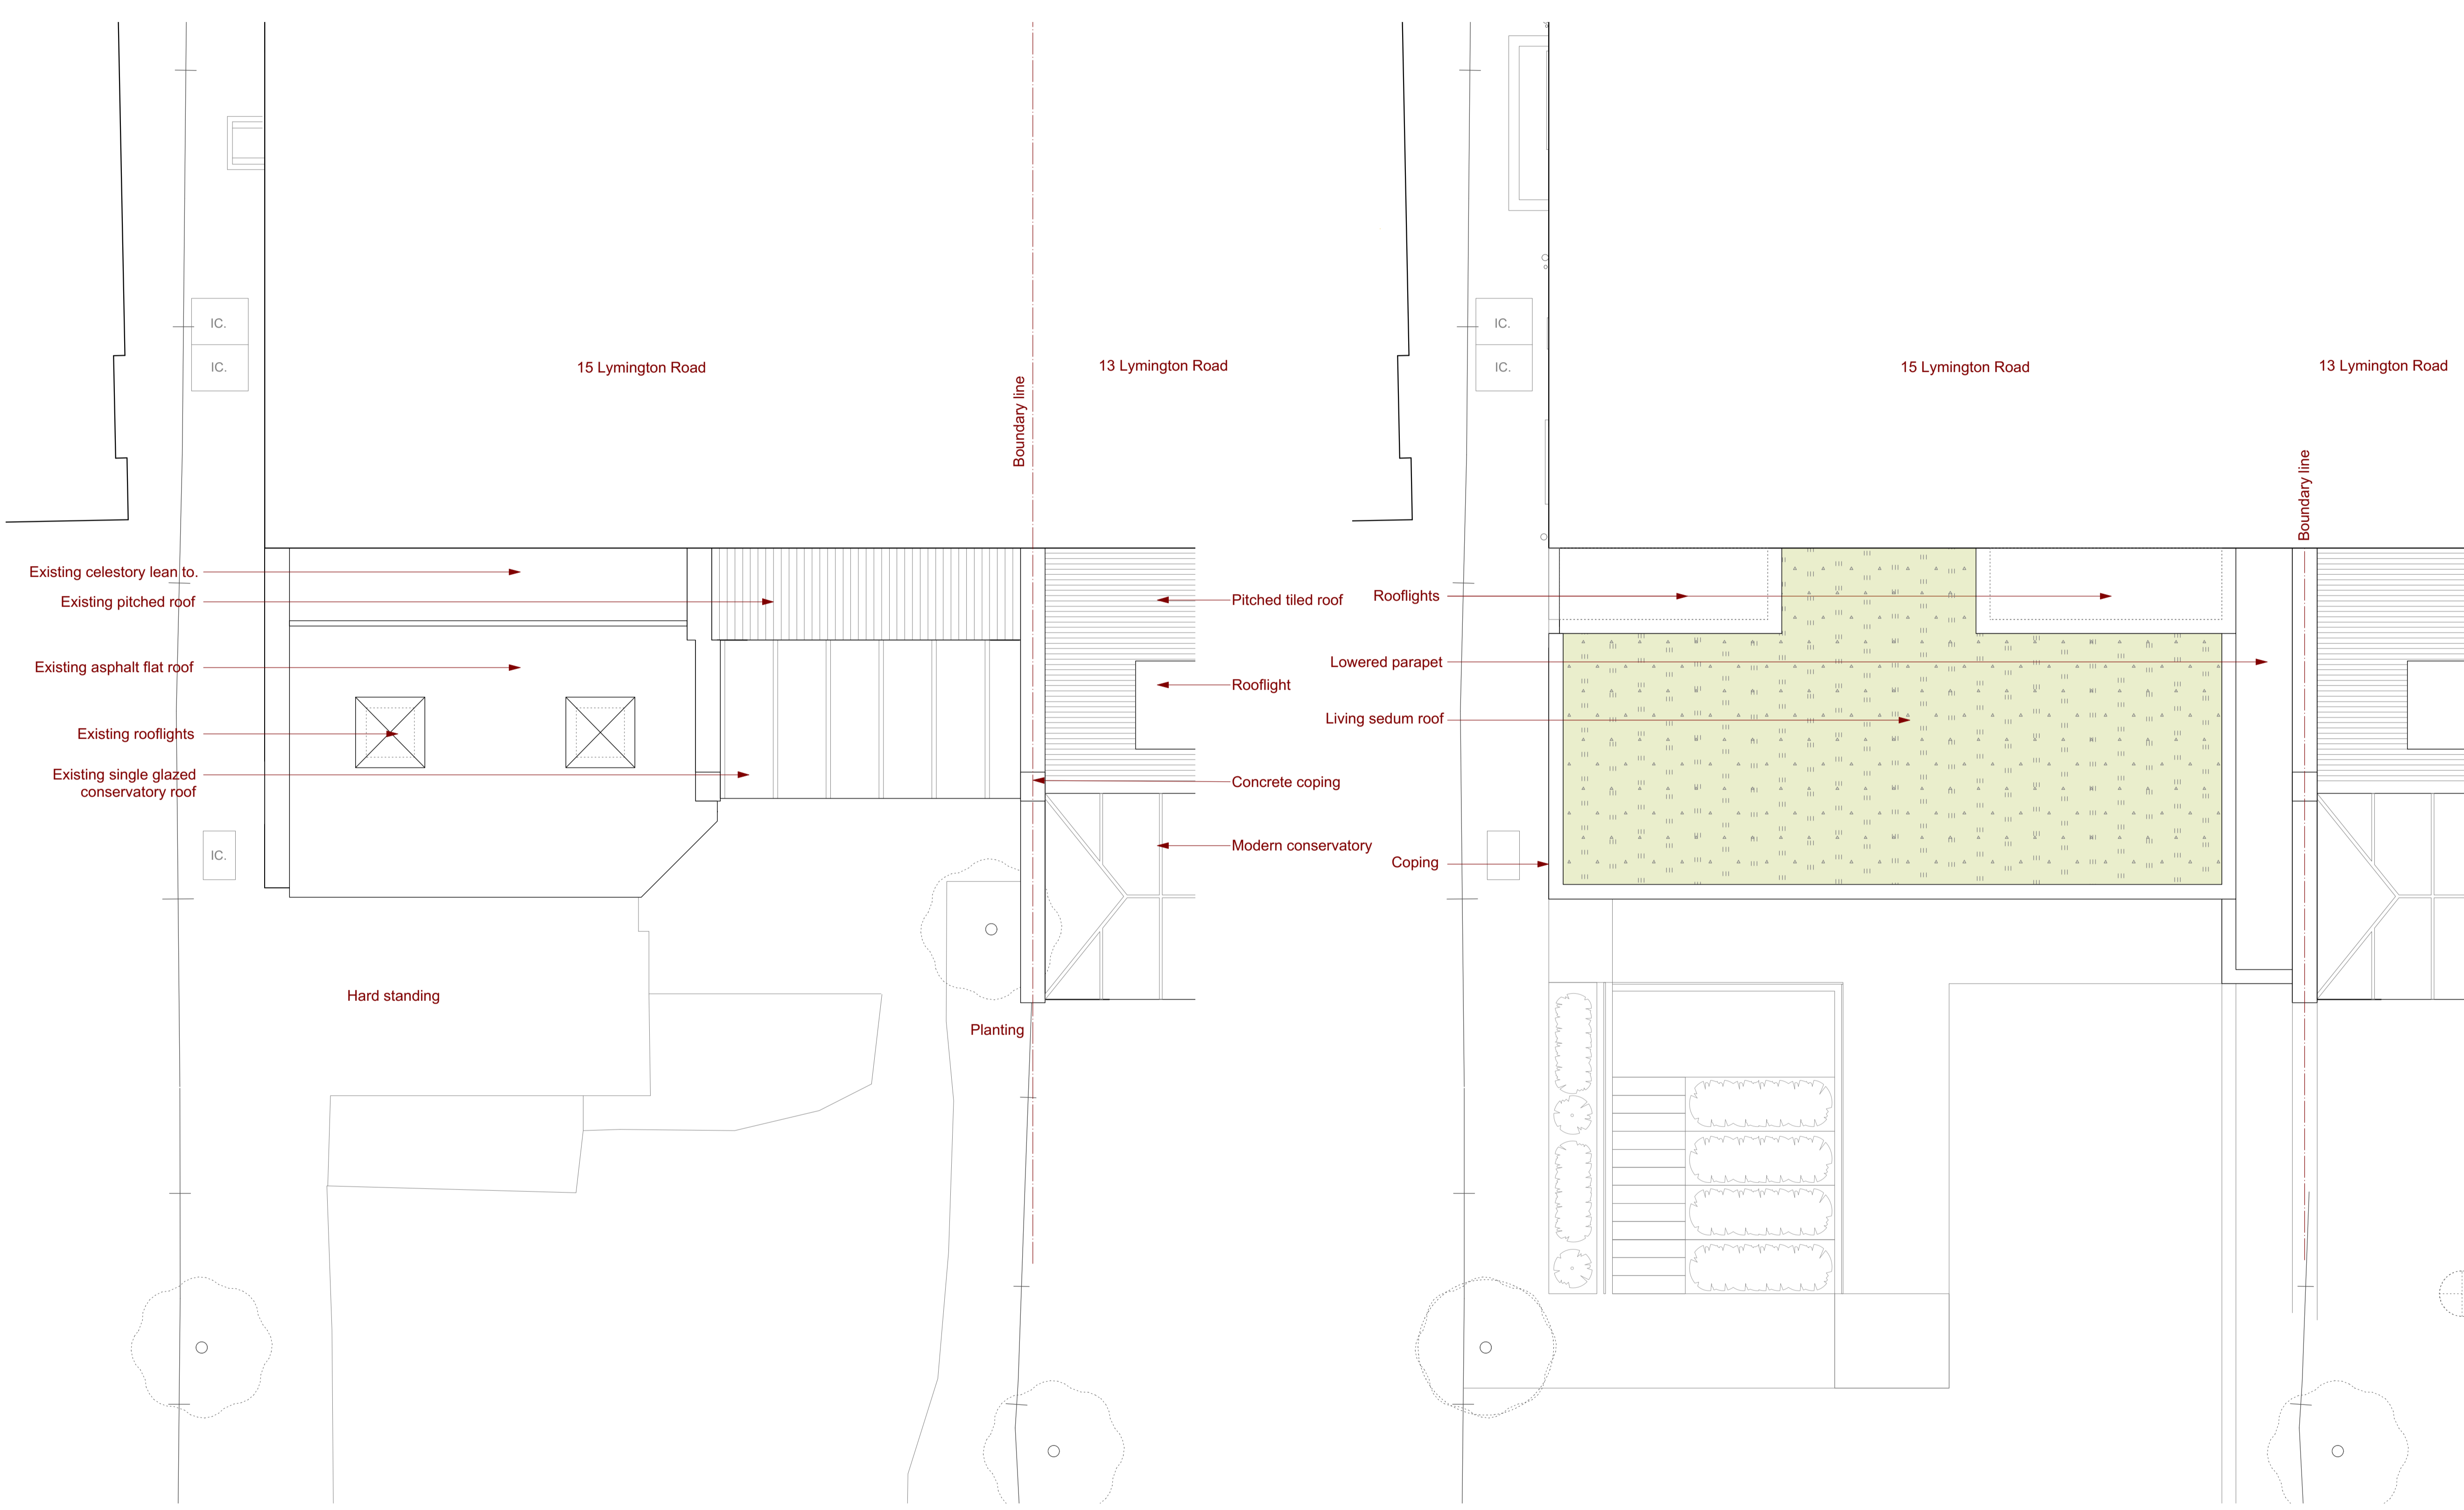 IC.
IC.
15 Lymington Road
Boundary line
13 Lymington Road
Existing celestory lean to.
Existing pitched roof
Existing asphalt flat roof
Existing rooflights
Existing single glazed
conservatory roof
IC.
Pitched tiled roof
Rooflight
Concrete coping
Modern conservatory
Hard standing
Planting
IC.
IC.
15 Lymington Road
13 Lymington Road
Boundary line
Rooflights
Lowered parapet
Living sedum roof
Coping